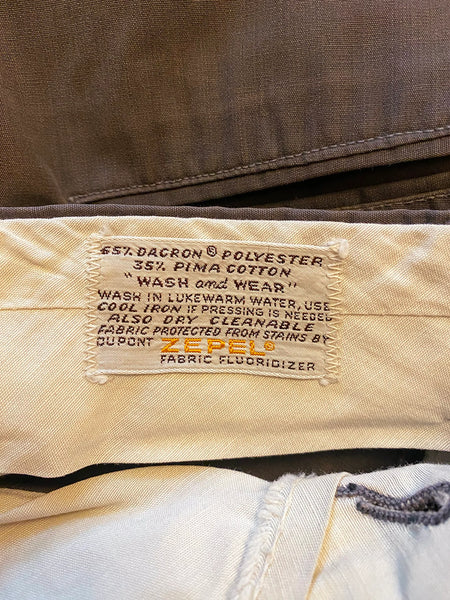 65% DACRON® POLYESTER
35% PIMA COTTON
"WASH and WEAR"
WASH IN LUKEWARM WATER, USE
COOL IRON IF PRESSING IS NEEDED
ALSO DRY CLEANABLE
FABRIC PROTECTED FROM STAINS BY
DUPONT ZEPEL®
FABRIC FLUORIDIZER